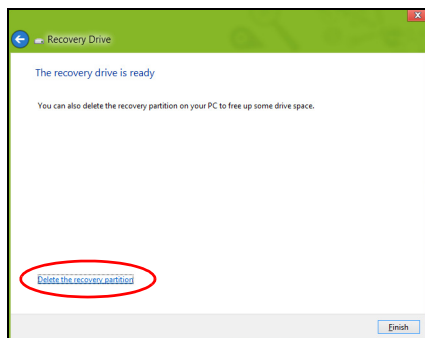 x
Recovery Drive
The recovery drive is ready
You can also delete the recovery partition on your PC to free up some drive space.
Delete the recovery partition
Finish